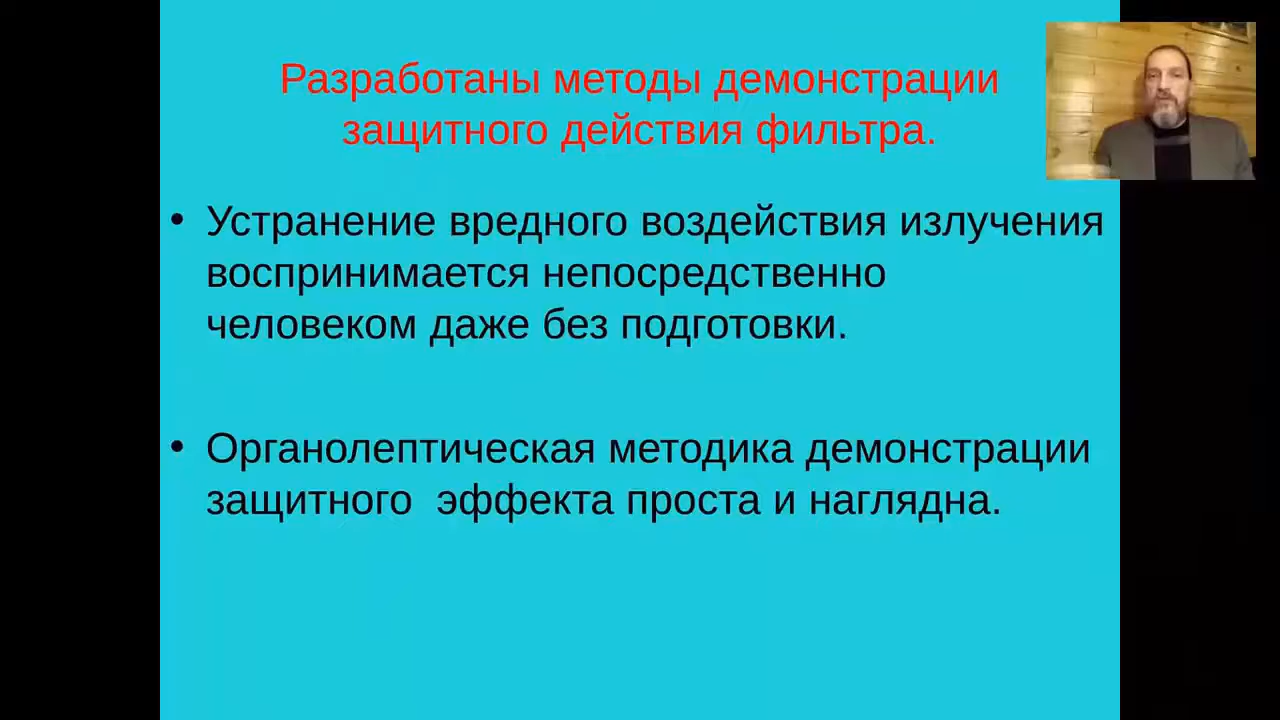 Разработаны методы демонстрации
защитного действия фильтра.
• Устранение вредного воздействия излучения
воспринимается непосредственно
человеком даже без подготовки.
• Органолептическая методика демонстрации
защитного  эффекта проста и наглядна.